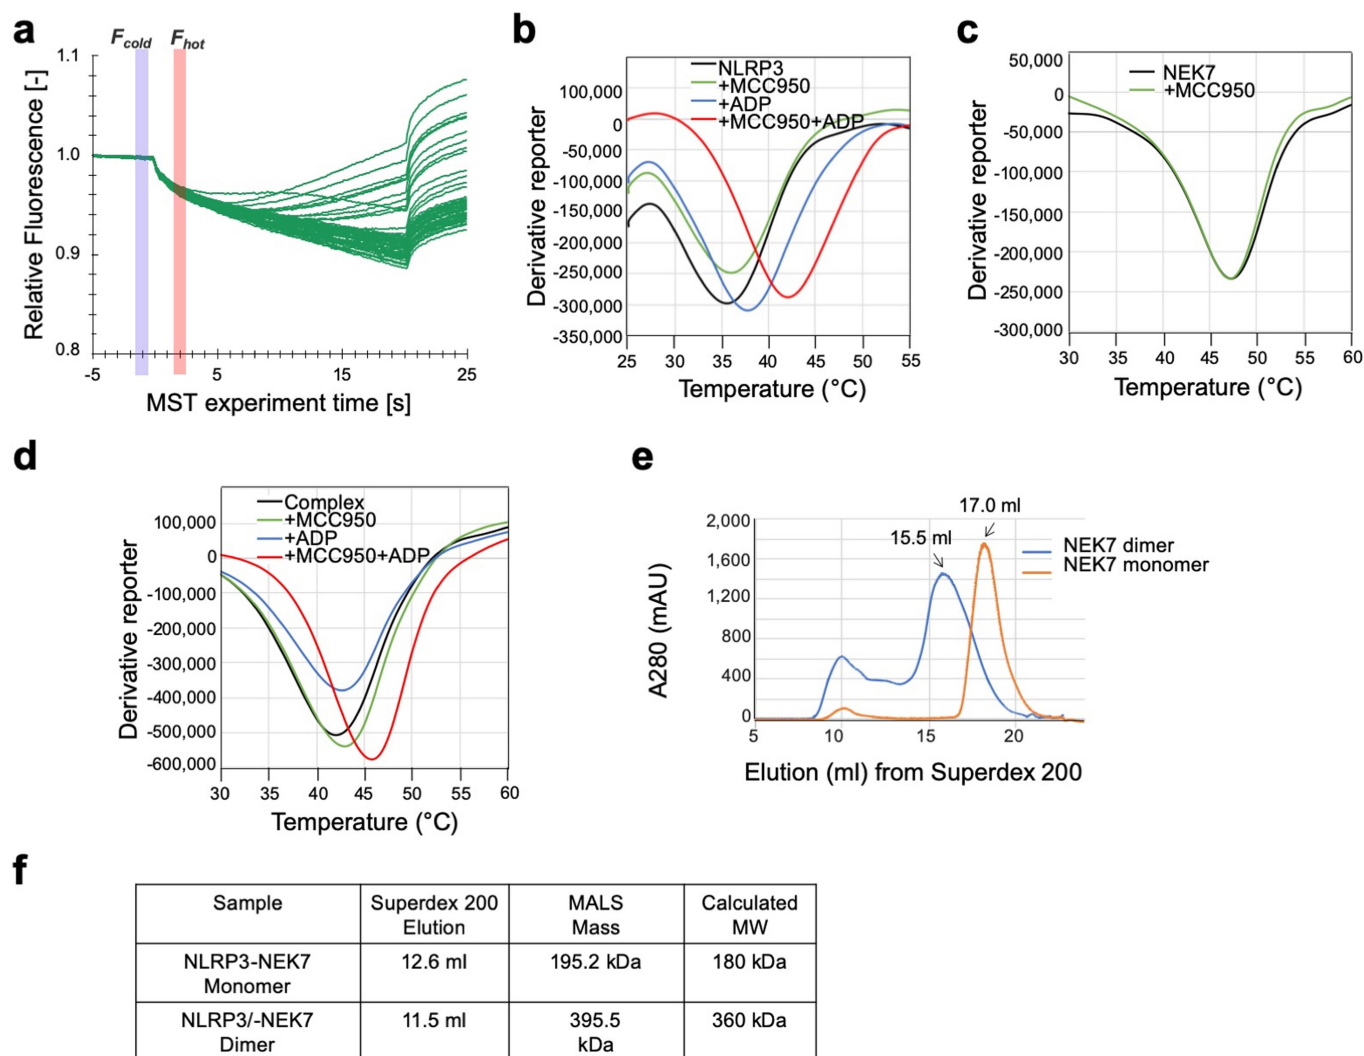 a
F_cold F_hot
1.1
1.0
0.9
0.8
-5 5 15 25
Relative Fluorescence [-]
MST experiment time [s]
b
NLRP3
+MCC950
+ADP
+MCC950+ADP
100,000
0
-50,000
-100,000
-150,000
-200,000
-250,000
-300,000
-350,000
25 30 35 40 45 50 55
Derivative reporter
Temperature (°C)
c
NEK7
+MCC950
50,000
0
-50,000
-100,000
-150,000
-200,000
-250,000
-300,000
30 35 40 45 50 55 60
Derivative reporter
Temperature (°C)
d
Complex
+MCC950
+ADP
+MCC950+ADP
100,000
0
-100,000
-200,000
-300,000
-400,000
-500,000
-600,000
30 35 40 45 50 55 60
Derivative reporter
Temperature (°C)
e
17.0 ml
15.5 ml
NEK7 dimer
NEK7 monomer
2,000
1,600
1,200
800
400
0
5 10 15 20
A280 (mAU)
Elution (ml) from Superdex 200
f
Sample
Superdex 200
Elution
MALS
Mass
Calculated
MW
NLRP3-NEK7
Monomer
12.6 ml
195.2 kDa
180 kDa
NLRP3/-NEK7
Dimer
11.5 ml
395.5
kDa
360 kDa